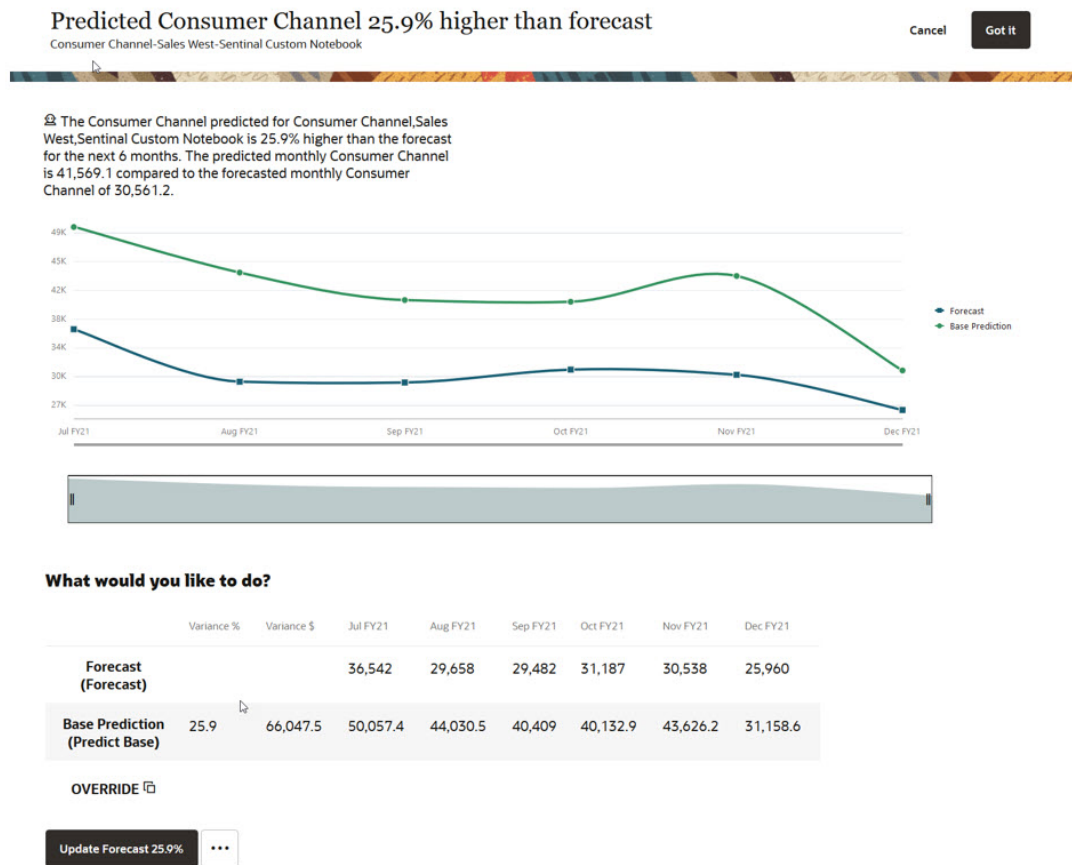 Predicted Consumer Channel 25.9% higher than forecast
Consumer Channel-Sales West-Sentinal Custom Notebook
Cancel
Got it
The Consumer Channel predicted for Consumer Channel,Sales
West,Sentinal Custom Notebook is 25.9% higher than the forecast
for the next 6 months. The predicted monthly Consumer Channel
is 41,569.1 compared to the forecasted monthly Consumer
Channel of 30,561.2.
49K
45K
42K
38K
34K
30K
27K
Jul FY21 Aug FY21 Sep FY21 Oct FY21 Nov FY21 Dec FY21
Forecast
Base Prediction
What would you like to do?
Variance % Variance $ Jul FY21 Aug FY21 Sep FY21 Oct FY21 Nov FY21 Dec FY21
Forecast
(Forecast)
36,542 29,658 29,482 31,187 30,538 25,960
Base Prediction
(Predict Base)
25.9 66,047.5 50,057.4 44,030.5 40,409 40,132.9 43,626.2 31,158.6
OVERRIDE
Update Forecast 25.9%